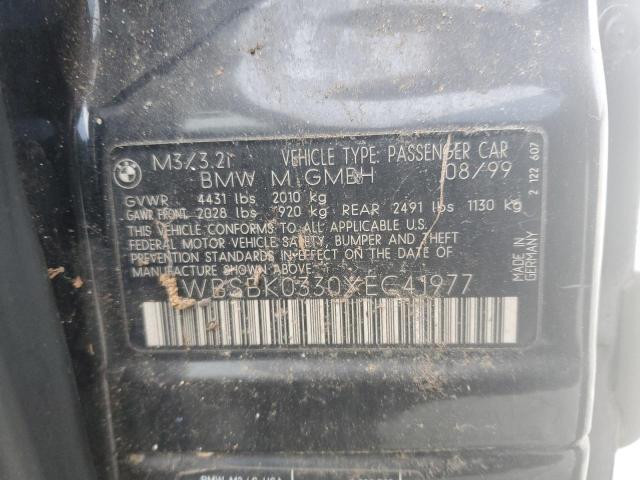 M3/3.2i VEHICLE TYPE: PASSENGER CAR
BMW M GMBH 08/99
GVWR 4431 lbs 2010 kg
GAWR FRONT 2028 lbs 920 kg REAR 2491 lbs 1130 kg
THIS VEHICLE CONFORMS TO ALL APPLICABLE U.S.
FEDERAL MOTOR VEHICLE SAFETY, BUMPER AND THEFT
PREVENTION STANDARDS IN EFFECT ON THE DATE OF
MANUFACTURE SHOWN ABOVE.
WBSBK0330XEC41977
MADE IN
GERMANY
2 122 607